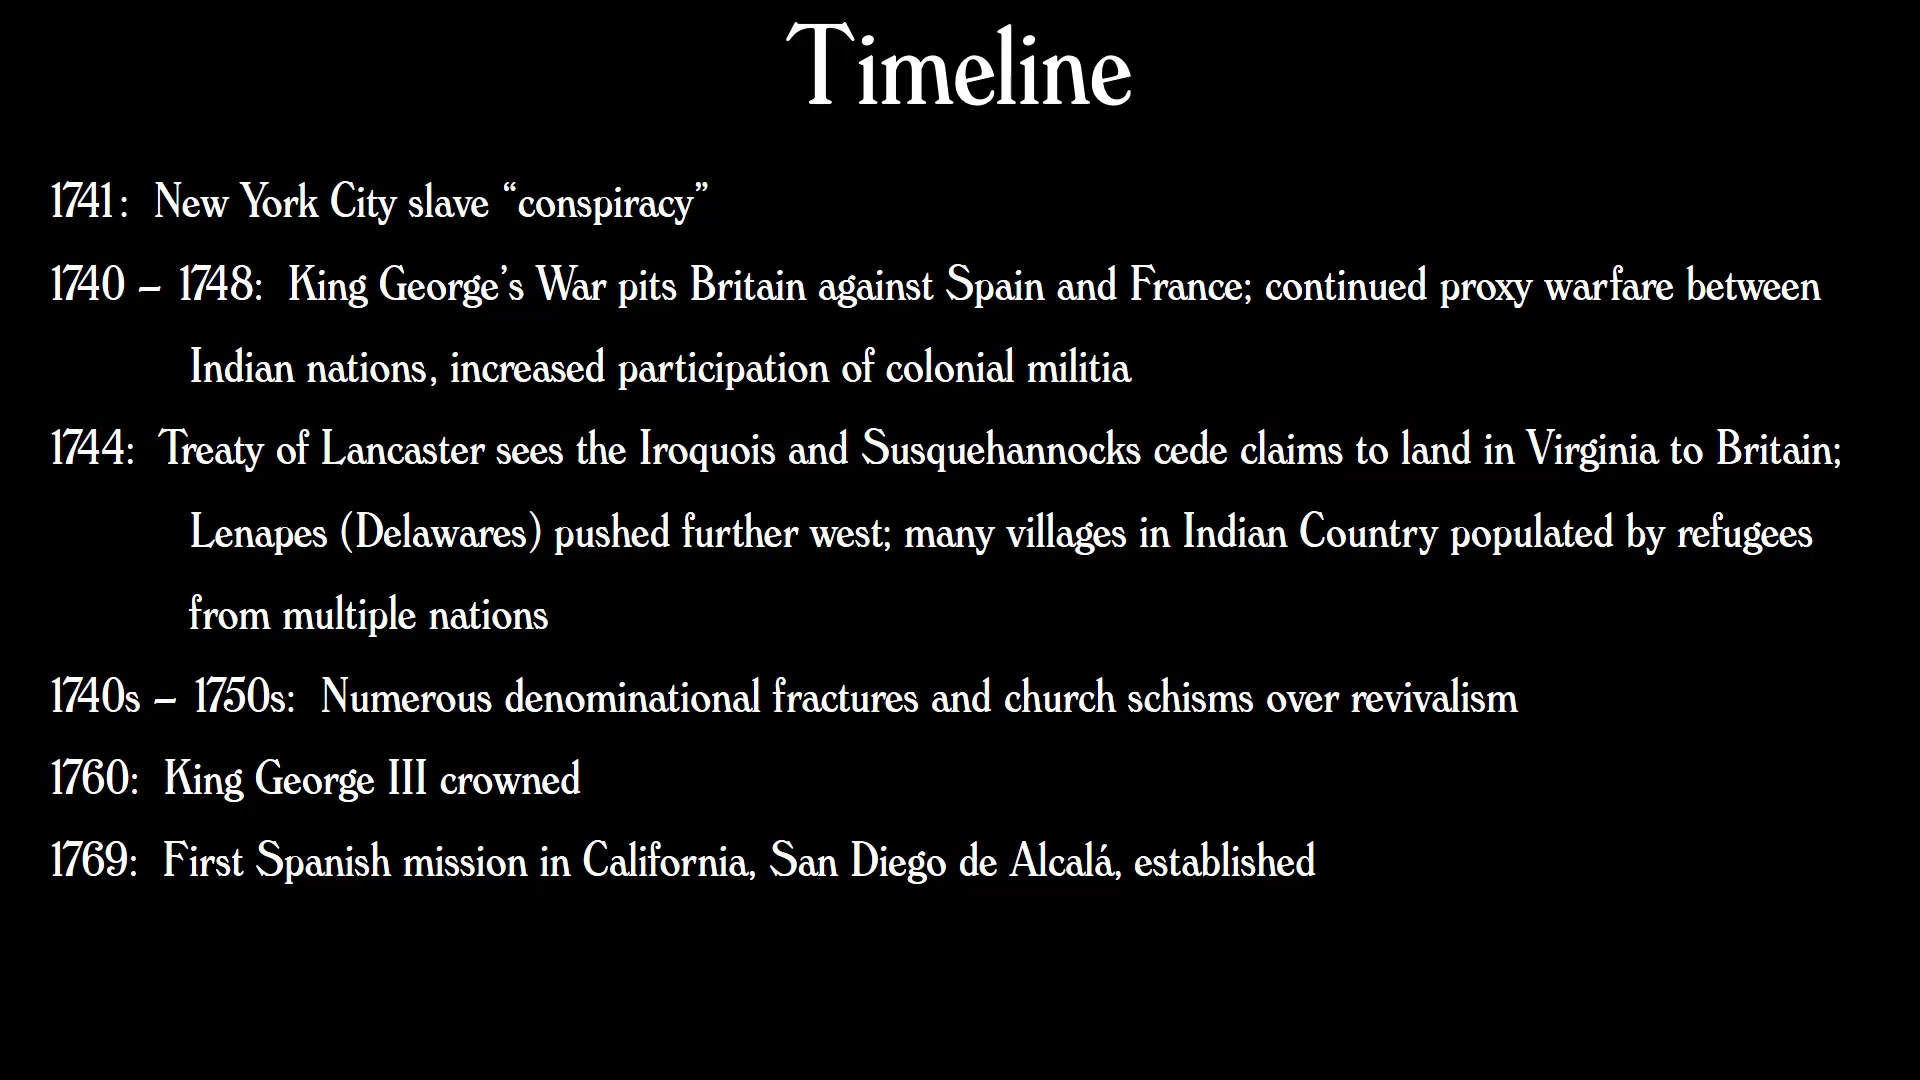 Timeline
1741:  New York City slave “conspiracy”
1740 – 1748:  King George’s War pits Britain against Spain and France; continued proxy warfare between
Indian nations, increased participation of colonial militia
1744:  Treaty of Lancaster sees the Iroquois and Susquehannocks cede claims to land in Virginia to Britain;
Lenapes (Delawares) pushed further west; many villages in Indian Country populated by refugees
from multiple nations
1740s – 1750s:  Numerous denominational fractures and church schisms over revivalism
1760:  King George III crowned
1769:  First Spanish mission in California, San Diego de Alcalá, established